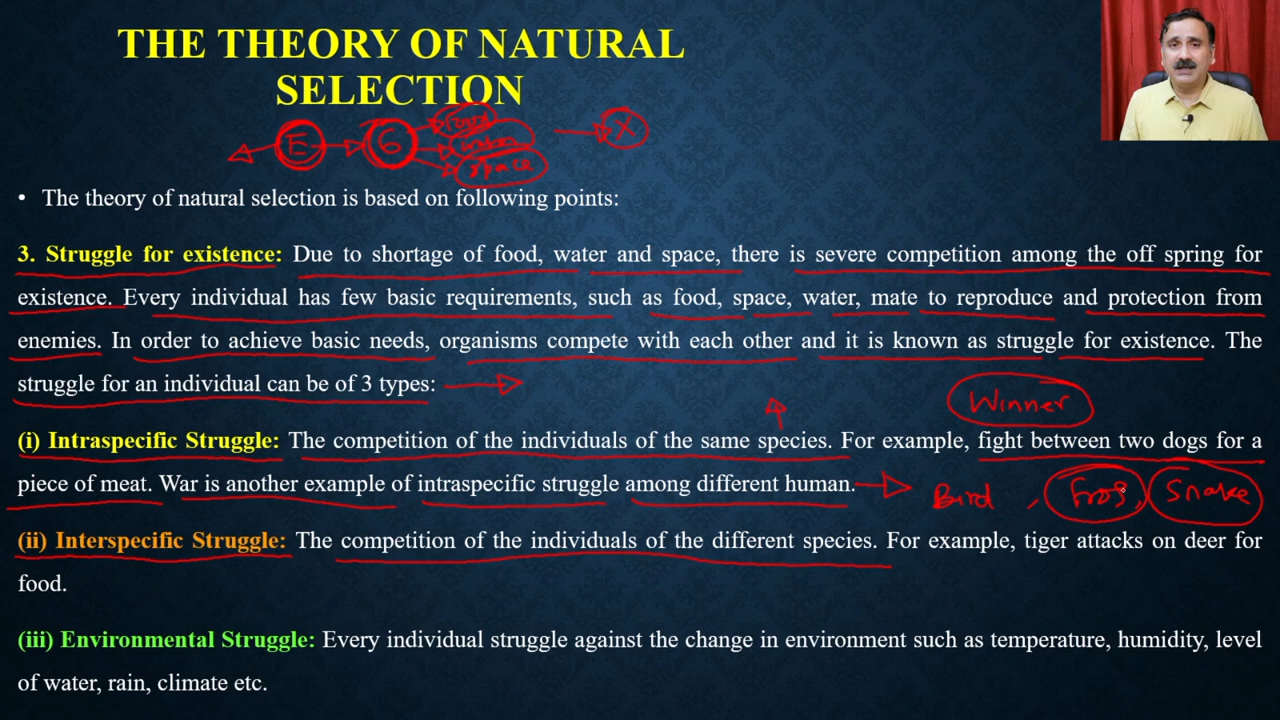 THE THEORY OF NATURAL
SELECTION
E G Food X
water
space
• The theory of natural selection is based on following points:
3. Struggle for existence: Due to shortage of food, water and space, there is severe competition among the off spring for
existence. Every individual has few basic requirements, such as food, space, water, mate to reproduce and protection from
enemies. In order to achieve basic needs, organisms compete with each other and it is known as struggle for existence. The
struggle for an individual can be of 3 types:
Winner
(i) Intraspecific Struggle: The competition of the individuals of the same species. For example, fight between two dogs for a
piece of meat. War is another example of intraspecific struggle among different human. Bird, Frog, Snake
(ii) Interspecific Struggle: The competition of the individuals of the different species. For example, tiger attacks on deer for
food.
(iii) Environmental Struggle: Every individual struggle against the change in environment such as temperature, humidity, level
of water, rain, climate etc.